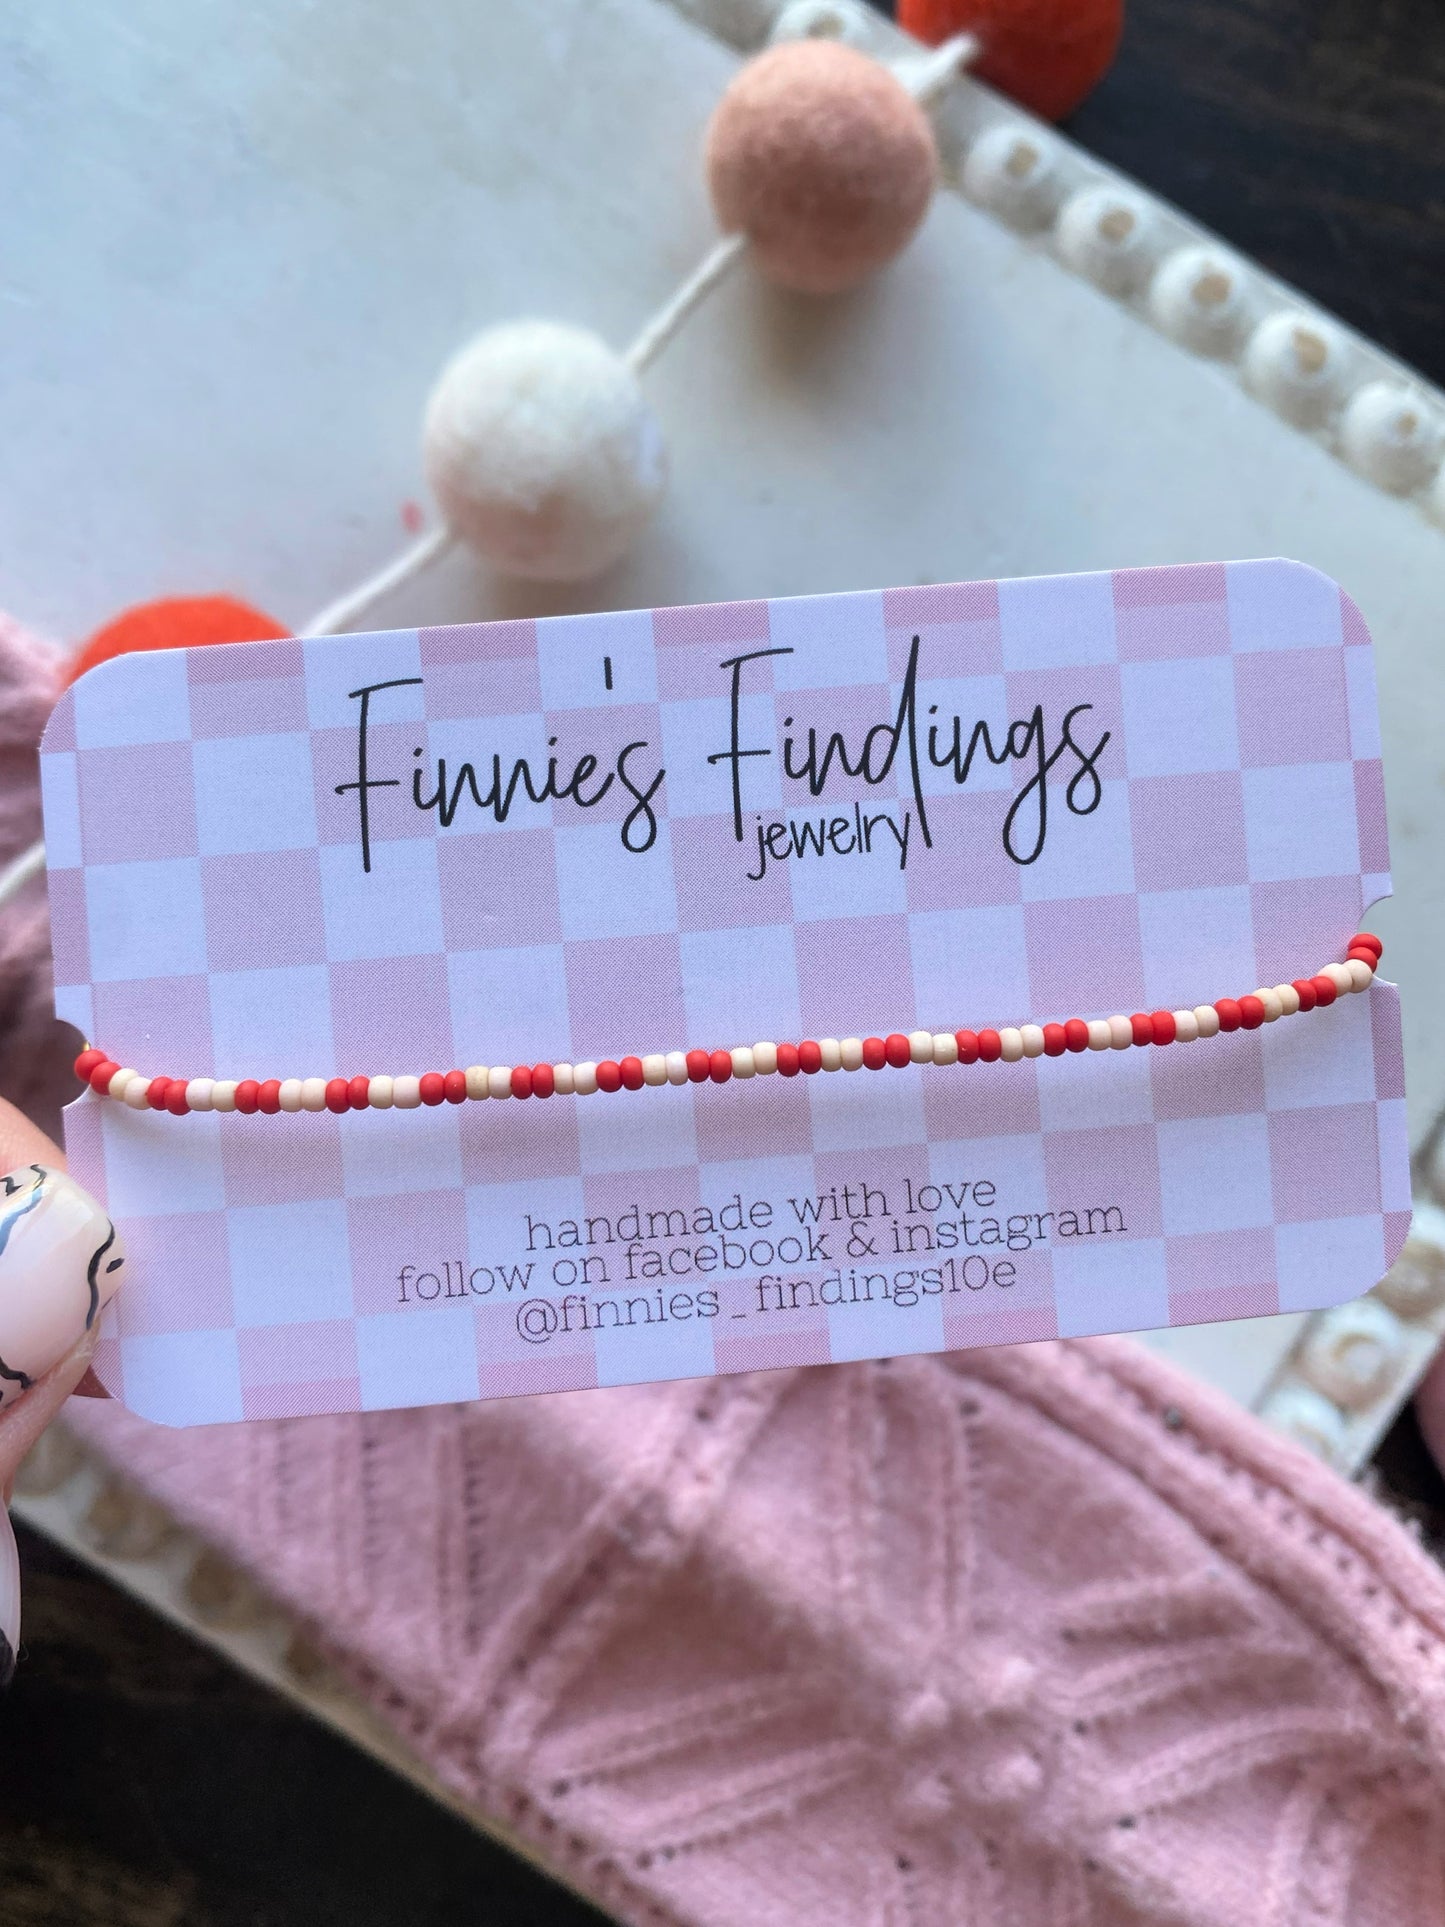 Finnie's Findings
jewelry
handmade with love
follow on facebook & instagram
@finnies_findings10e